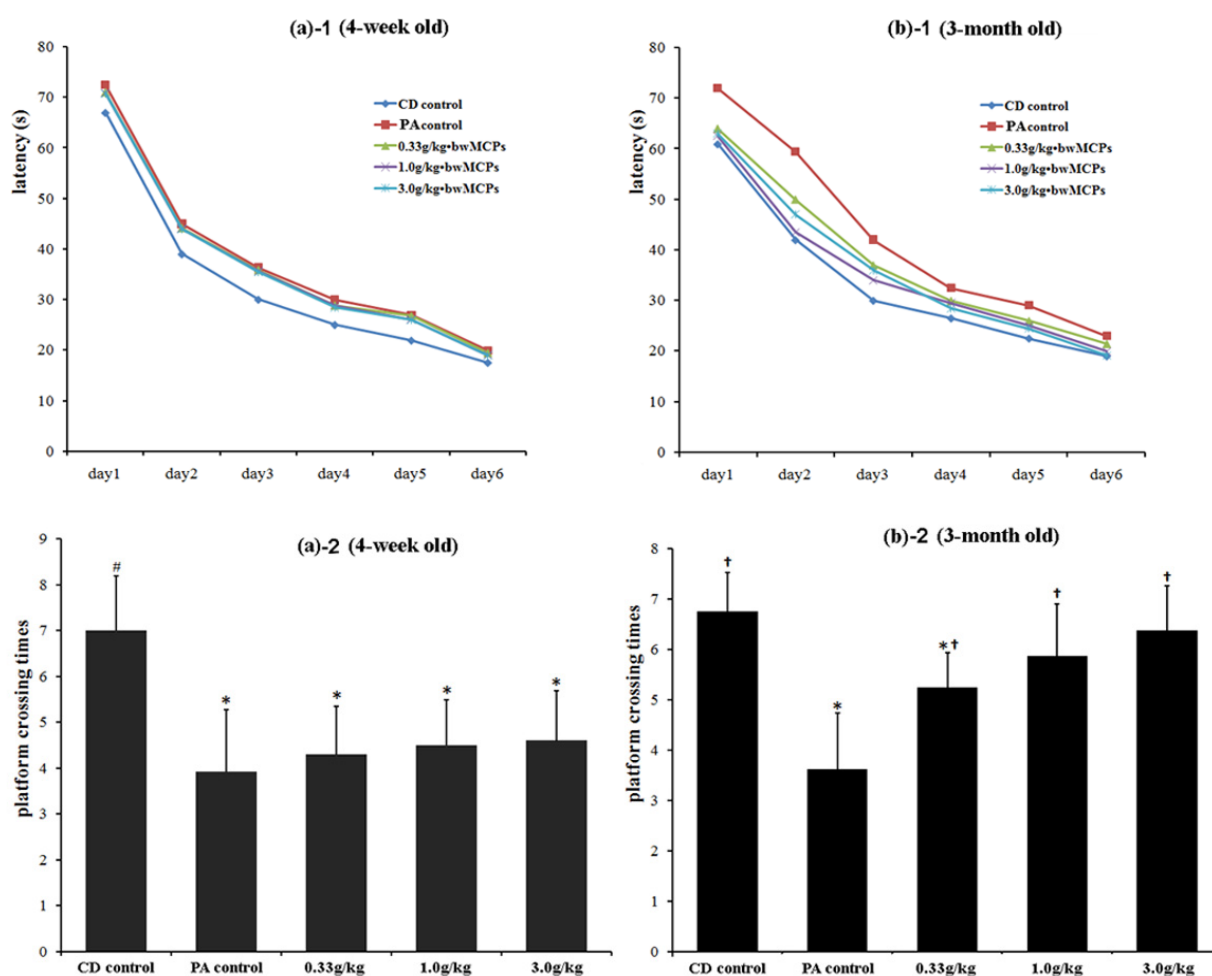 (a)-1 (4-week old)
80
70
60
50
40
30
20
10
0
latency (s)
CD control
PA control
0.33g/kg•bwMCPs
1.0g/kg•bwMCPs
3.0g/kg•bwMCPs
day1 day2 day3 day4 day5 day6
(b)-1 (3-month old)
80
70
60
50
40
30
20
10
0
latency (s)
CD control
PA control
0.33g/kg•bwMCPs
1.0g/kg•bwMCPs
3.0g/kg•bwMCPs
day1 day2 day3 day4 day5 day6
(a)-2 (4-week old)
9
8
7
6
5
4
3
2
1
0
platform crossing times
# * * * *
CD control PA control 0.33g/kg 1.0g/kg 3.0g/kg
(b)-2 (3-month old)
8
7
6
5
4
3
2
1
0
platform crossing times
† * *† † †
CD control PA control 0.33g/kg 1.0g/kg 3.0g/kg